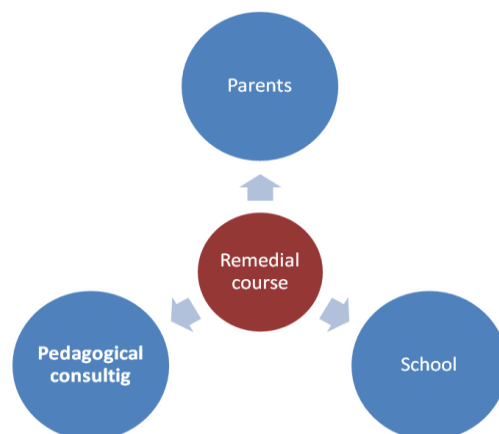 Parents
Remedial
course
Pedagogical
consultig
School